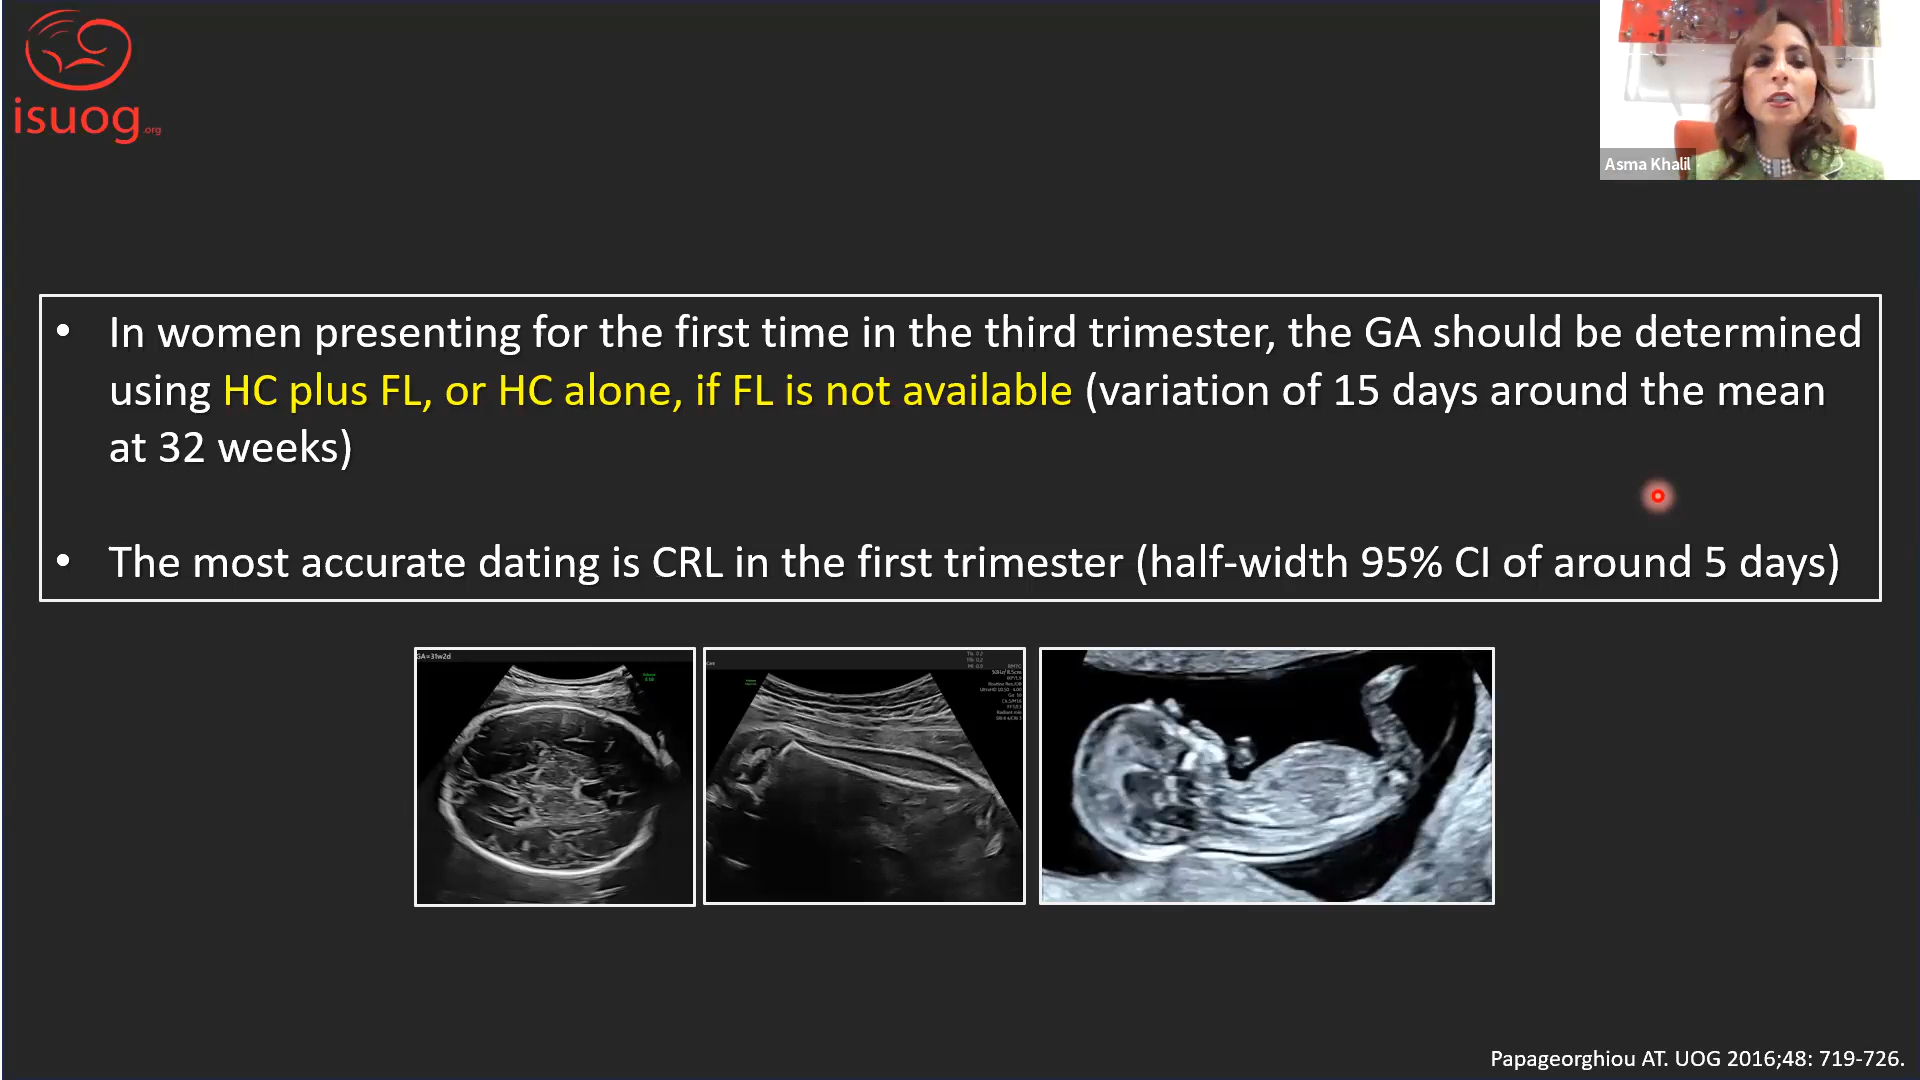 isuog.org
Asma Khalil
• In women presenting for the first time in the third trimester, the GA should be determined
using HC plus FL, or HC alone, if FL is not available (variation of 15 days around the mean
at 32 weeks)
• The most accurate dating is CRL in the first trimester (half-width 95% CI of around 5 days)
GA=31w2d
Papageorghiou AT. UOG 2016;48: 719-726.